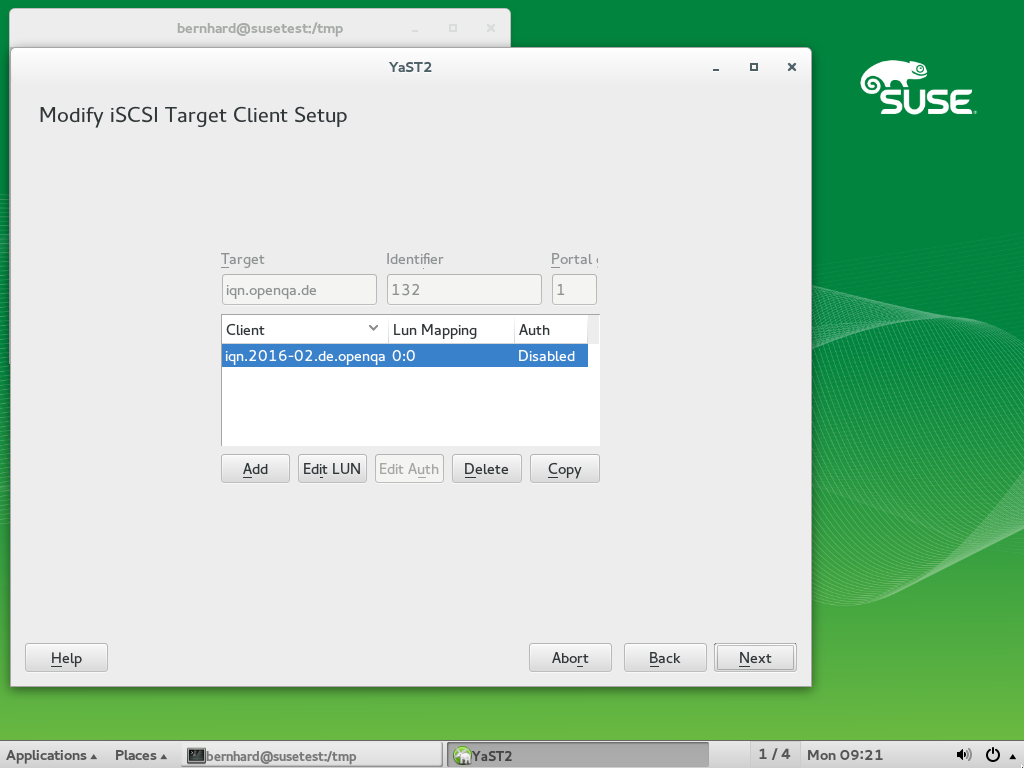 bernhard@susetest:/tmp
YaST2
Modify iSCSI Target Client Setup
SUSE
Target Identifier Portal
iqn.openqa.de 132 1
Client Lun Mapping Auth
iqn.2016-02.de.openqa 0:0 Disabled
Add Edit LUN Edit Auth Delete Copy
Help Abort Back Next
Applications Places bernhard@susetest:/tmp YaST2 1 / 4 Mon 09:21